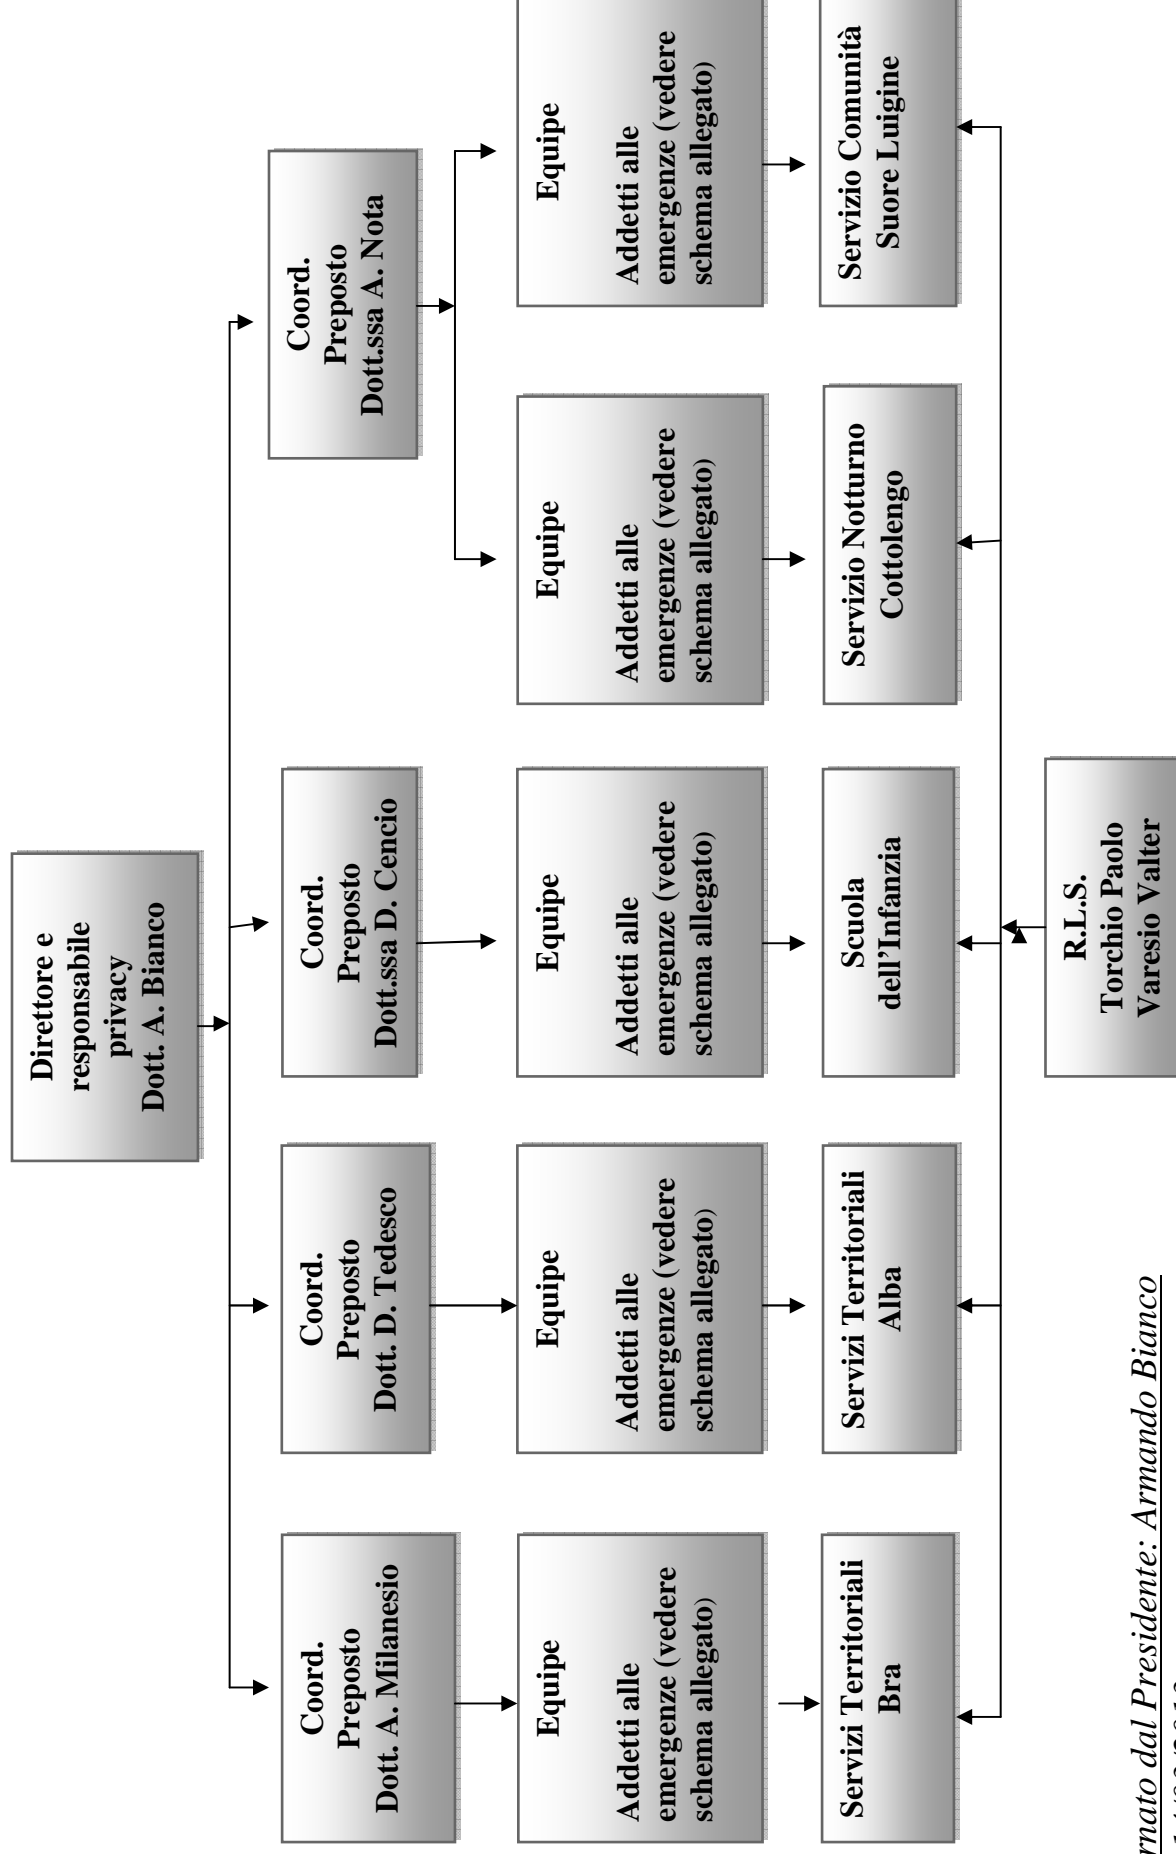 Direttore e
responsabile
privacy
Dott. A. Bianco
Coord.
Preposto
Dott. A. Milanesio
Coord.
Preposto
Dott. D. Tedesco
Coord.
Preposto
Dott.ssa D. Cencio
Coord.
Preposto
Dott.ssa A. Nota
Equipe
Addetti alle
emergenze (vedere
schema allegato)
Equipe
Addetti alle
emergenze (vedere
schema allegato)
Equipe
Addetti alle
emergenze (vedere
schema allegato)
Equipe
Addetti alle
emergenze (vedere
schema allegato)
Equipe
Addetti alle
emergenze (vedere
schema allegato)
Servizi Territoriali
Bra
Servizi Territoriali
Alba
Scuola
dell'Infanzia
Servizio Notturno
Cottolengo
Servizio Comunità
Suore Luigine
R.L.S.
Torchio Paolo
Varesio Valter
rnato dal Presidente: Armando Bianco